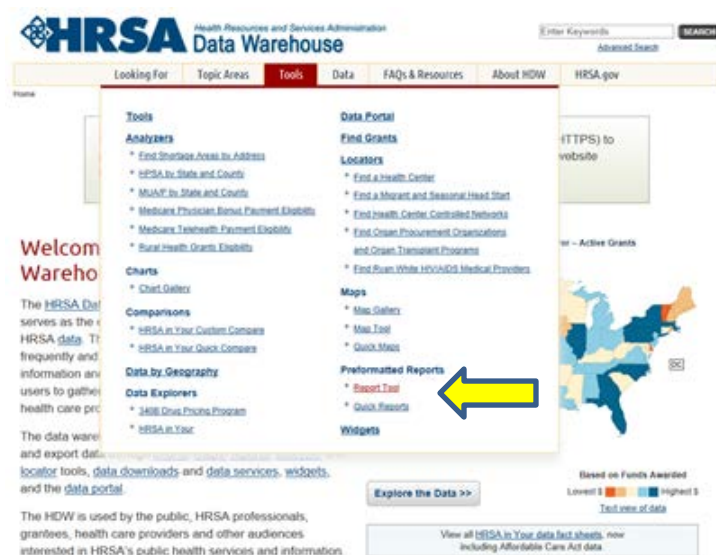 HRSA Health Resources and Services Administration
Data Warehouse
Enter Keywords SEARCH
Advanced Search
Looking For Topic Areas Tools Data FAQs & Resources About HDW HRSA.gov
Home
Tools
Analyzers
Find Shortage Areas by Address
HPSA by State and County
MUA/P by State and County
Medicare Physician Bonus Payment Eligibility
Medicare Telehealth Payment Eligibility
Rural Health Grants Eligibility
Charts
Chart Gallery
Comparisons
HRSA in Your Custom Compare
HRSA in Your Quick Compare
Data by Geography
Data Explorers
340B Drug Pricing Program
HRSA in Your
Data Portal
Find Grants
Locators
Find a Health Center
Find a Migrant and Seasonal Head Start
Find Health Center Controlled Networks
Find Organ Procurement Organizations
and Organ Transplant Programs
Find Ryan White HIV/AIDS Medical Providers
Maps
Map Gallery
Map Tool
Quick Maps
Preformatted Reports
Report Tool
Quick Reports
Widgets
HTTPS) to
website
Welcom
Wareho
The HRSA Dat
serves as the
HRSA data. Th
frequently and
information an
users to gathe
health care pro
The data ware
and export dat
locator tools, data downloads and data services, widgets,
and the data portal.
The HDW is used by the public, HRSA professionals,
grantees, health care providers and other audiences
interested in HRSA's public health services and information
or – Active Grants
DC
Explore the Data >>
Based on Funds Awarded
Lowest $ Highest $
Text view of data
View all HRSA in Your data fact sheets, now
including Affordable Care Act data.